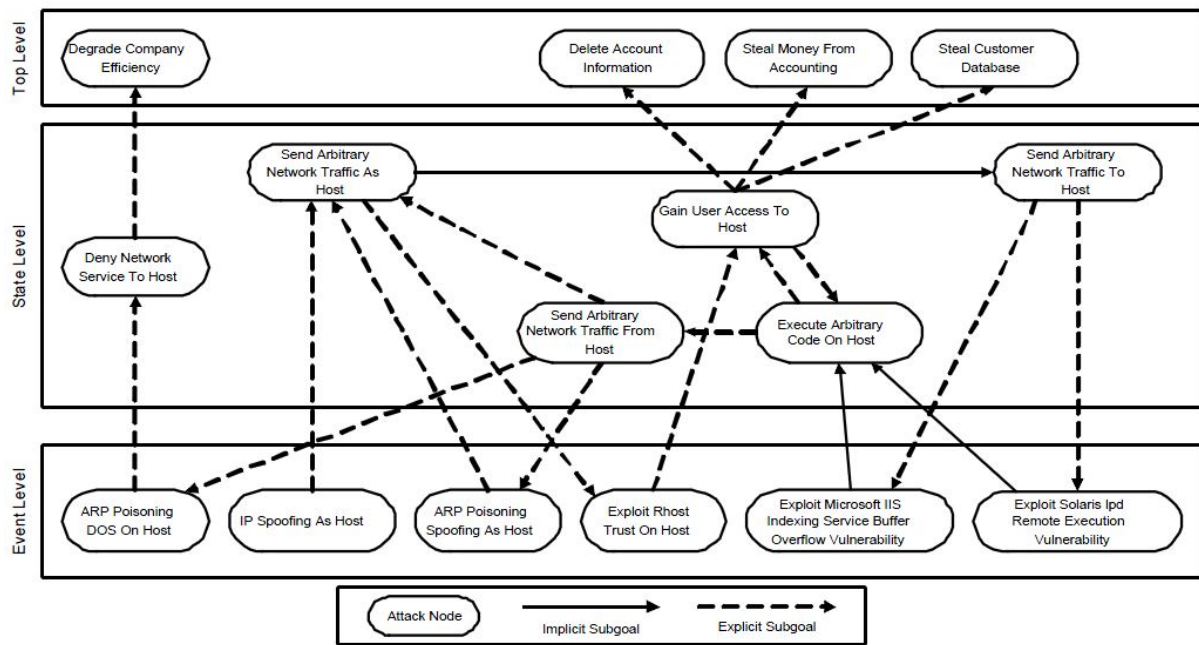 Top Level
Degrade Company
Efficiency
Delete Account
Information
Steal Money From
Accounting
Steal Customer
Database
State Level
Send Arbitrary
Network Traffic As
Host
Send Arbitrary
Network Traffic To
Host
Gain User Access To
Host
Deny Network
Service To Host
Send Arbitrary
Network Traffic From
Host
Execute Arbitrary
Code On Host
Event Level
ARP Poisoning
DOS On Host
IP Spoofing As Host
ARP Poisoning
Spoofing As Host
Exploit Rhost
Trust On Host
Exploit Microsoft IIS
Indexing Service Buffer
Overflow Vulnerability
Exploit Solaris lpd
Remote Execution
Vulnerability
Attack Node
Implicit Subgoal
Explicit Subgoal